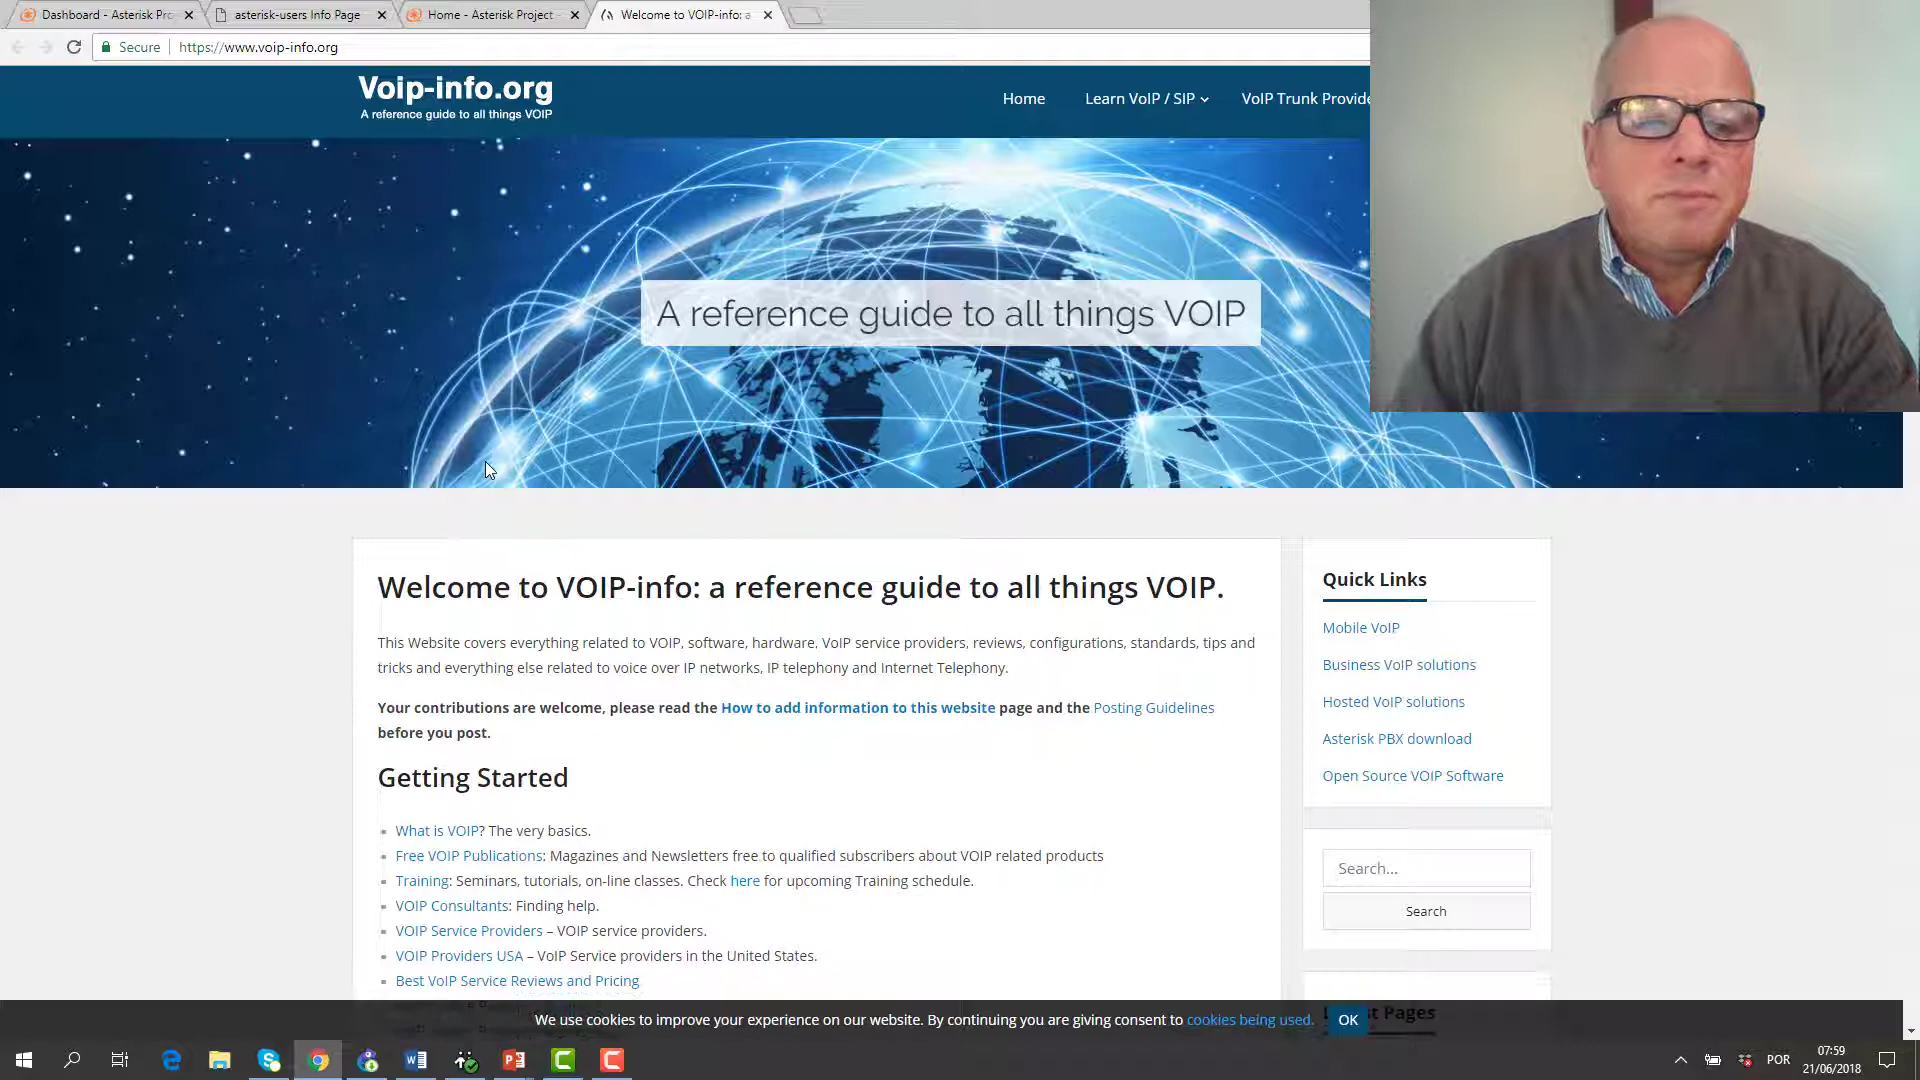 Dashboard - Asterisk Pro
asterisk-users Info Page
Home - Asterisk Project -
Welcome to VOIP-info: a
Secure
https://www.voip-info.org
Voip-info.org
A reference guide to all things VOIP
Home
Learn VoIP / SIP
VoIP Trunk Provide
A reference guide to all things VOIP
Welcome to VOIP-info: a reference guide to all things VOIP.
This Website covers everything related to VOIP, software, hardware, VoIP service providers, reviews, configurations, standards, tips and
tricks and everything else related to voice over IP networks, IP telephony and Internet Telephony.
Your contributions are welcome, please read the How to add information to this website page and the Posting Guidelines
before you post.
Getting Started
What is VOIP? The very basics.
Free VOIP Publications: Magazines and Newsletters free to qualified subscribers about VOIP related products
Training: Seminars, tutorials, on-line classes. Check here for upcoming Training schedule.
VOIP Consultants: Finding help.
VOIP Service Providers – VOIP service providers.
VOIP Providers USA – VoIP Service providers in the United States.
Best VoIP Service Reviews and Pricing
Quick Links
Mobile VoIP
Business VoIP solutions
Hosted VoIP solutions
Asterisk PBX download
Open Source VOIP Software
Search...
Search
st Pages
We use cookies to improve your experience on our website. By continuing you are giving consent to cookies being used.
OK
POR
07:59
21/06/2018